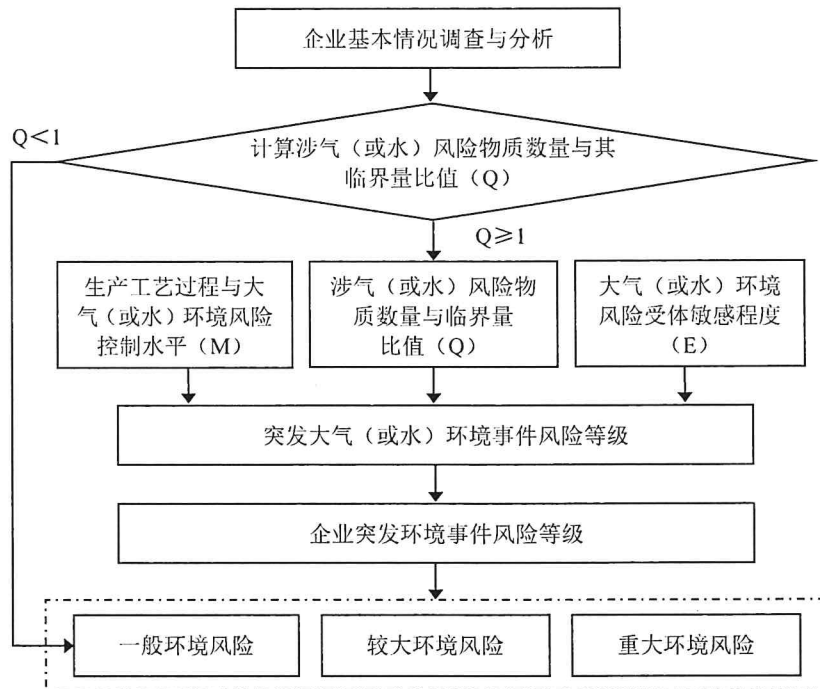 企业基本情况调查与分析
Q＜1
计算涉气（或水）风险物质数量与其
临界量比值（Q）
Q≥1
生产工艺过程与大
气（或水）环境风险
控制水平（M）
涉气（或水）风险物
质数量与临界量
比值（Q）
大气（或水）环境
风险受体敏感程度
（E）
突发大气（或水）环境事件风险等级
企业突发环境事件风险等级
一般环境风险
较大环境风险
重大环境风险